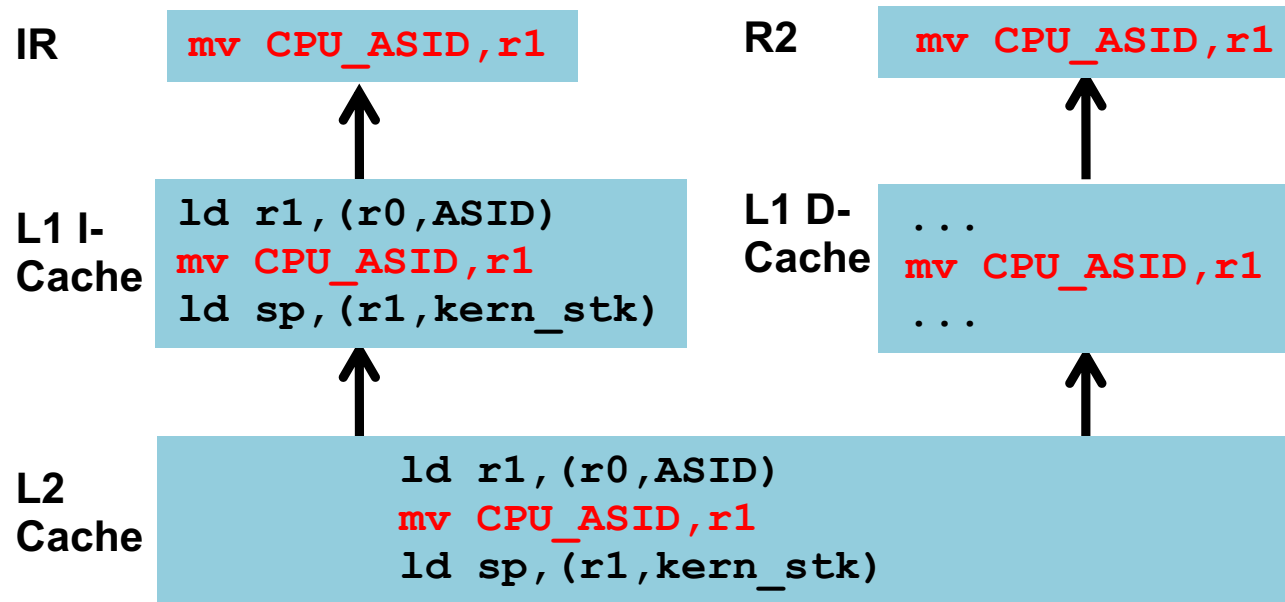 IR
mv CPU_ASID,r1
R2
mv CPU_ASID,r1
L1 I-
Cache
ld r1,(r0,ASID)
mv CPU_ASID,r1
ld sp,(r1,kern_stk)
L1 D-
Cache
...
mv CPU_ASID,r1
...
L2
Cache
ld r1,(r0,ASID)
mv CPU_ASID,r1
ld sp,(r1,kern_stk)